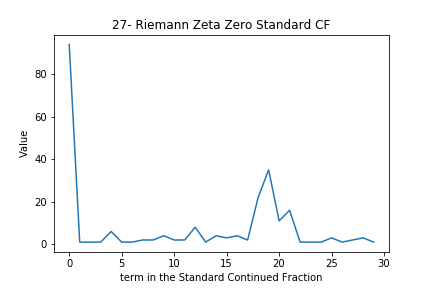 27- Riemann Zeta Zero Standard CF
Value
80
60
40
20
0
0 5 10 15 20 25 30
term in the Standard Continued Fraction